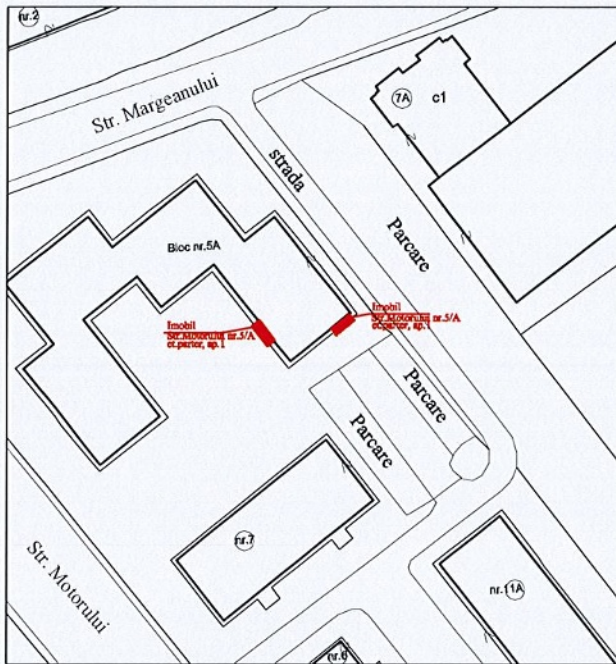 nr.2
Str. Margeanului
7A
c1
strada
Parcare
Bloc nr.5A
Imobil
Str.Motorului nr.5/A
et.parter, ap.1
Imobil
Str.Motorului nr.5/A
et.parter, ap.1
Parcare
Parcare
nr.7
Str. Motorului
nr.11A
nr.6